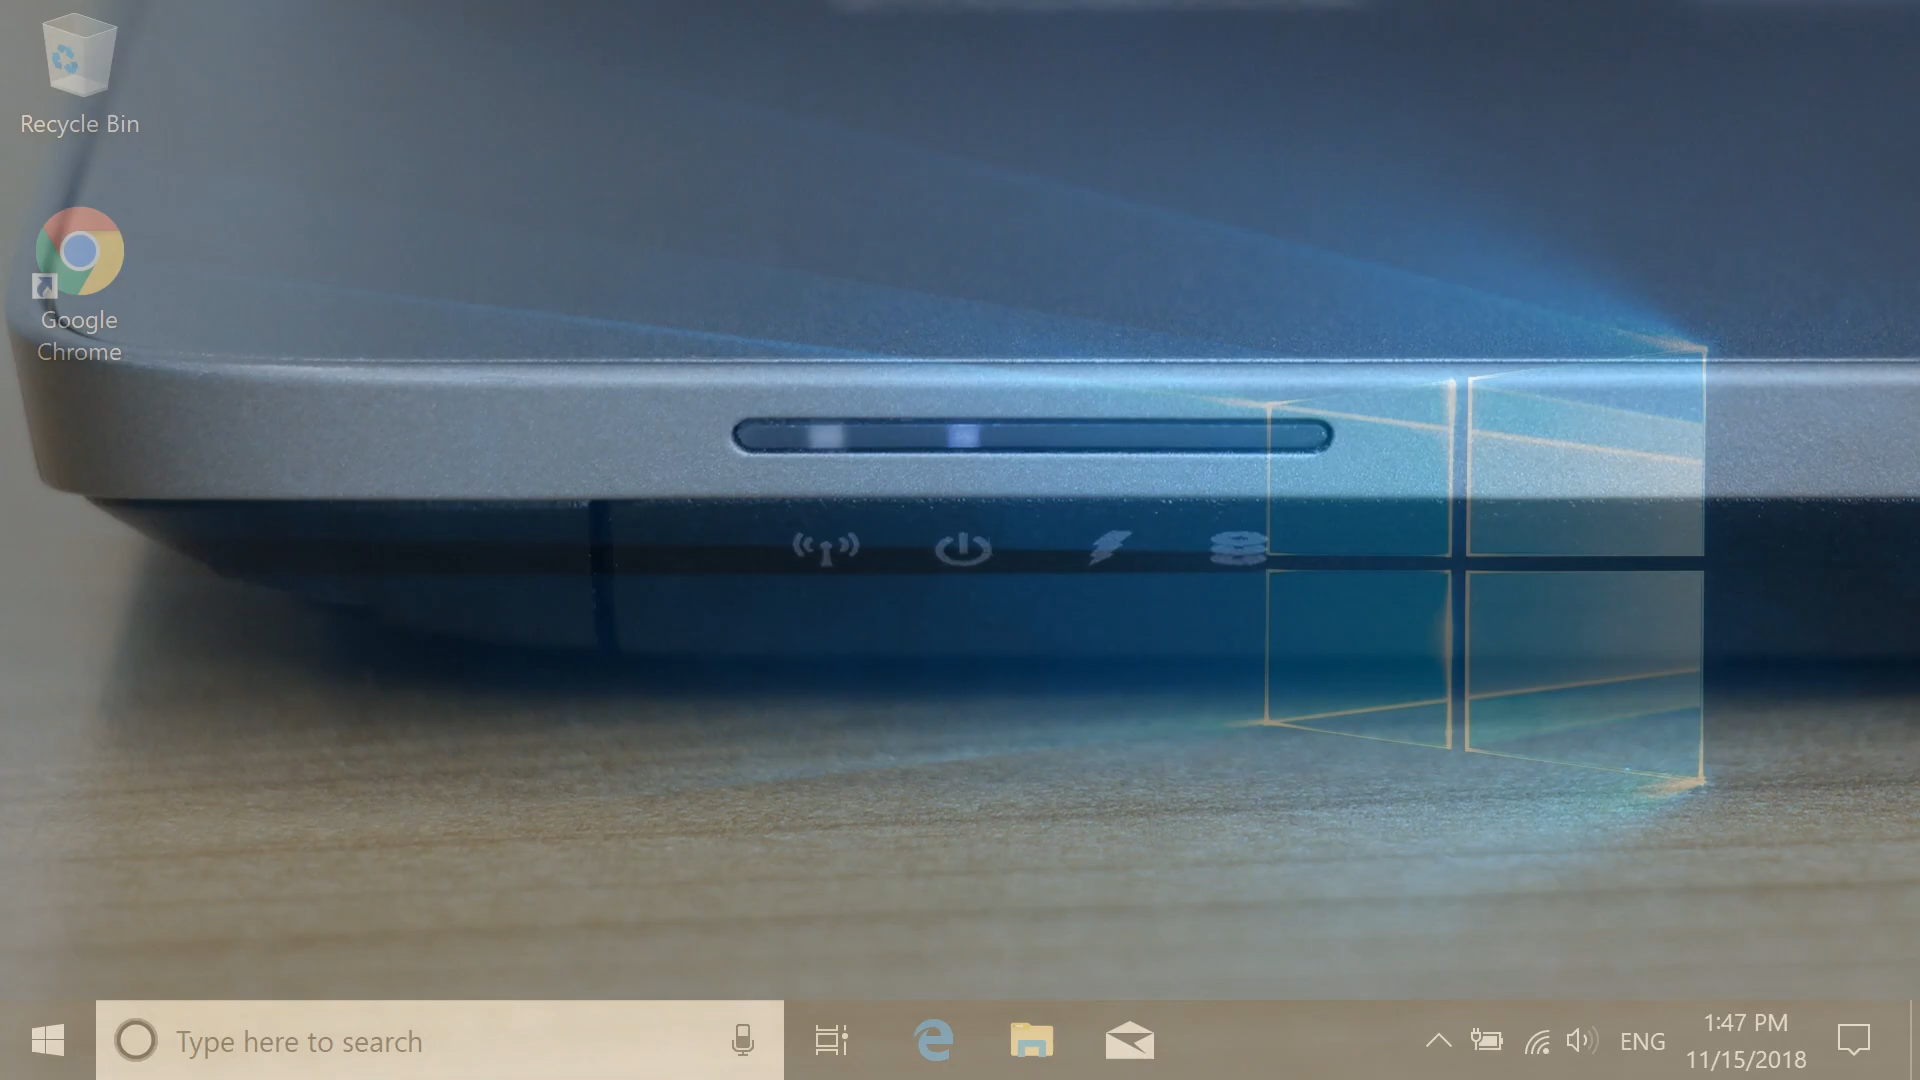 Recycle Bin
Google
Chrome
Type here to search
ENG
1:47 PM
11/15/2018